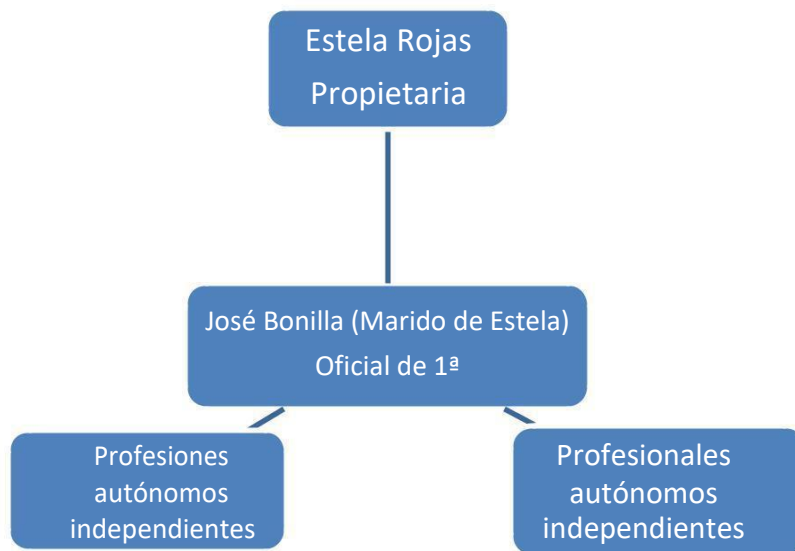 Estela Rojas
Propietaria
José Bonilla (Marido de Estela)
Oficial de 1ª
Profesiones
autónomos
independientes
Profesionales
autónomos
independientes